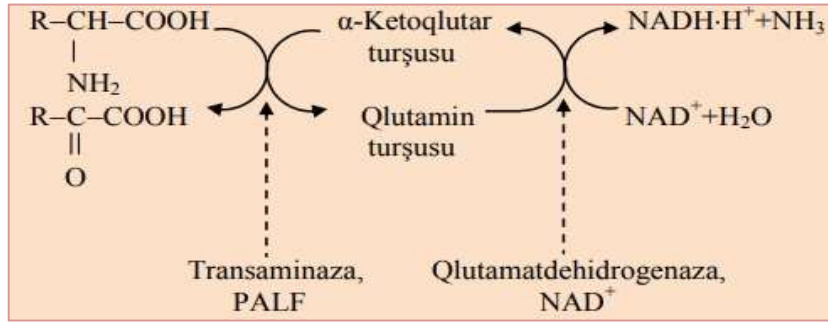 R–CH–COOH α-Ketoqlutar NADH·H⁺+NH₃
| turşusu
NH₂
R–C–COOH Qlutamin NAD⁺+H₂O
|| turşusu
O
Transaminaza, Qlutamatdehidrogenaza,
PALF NAD⁺